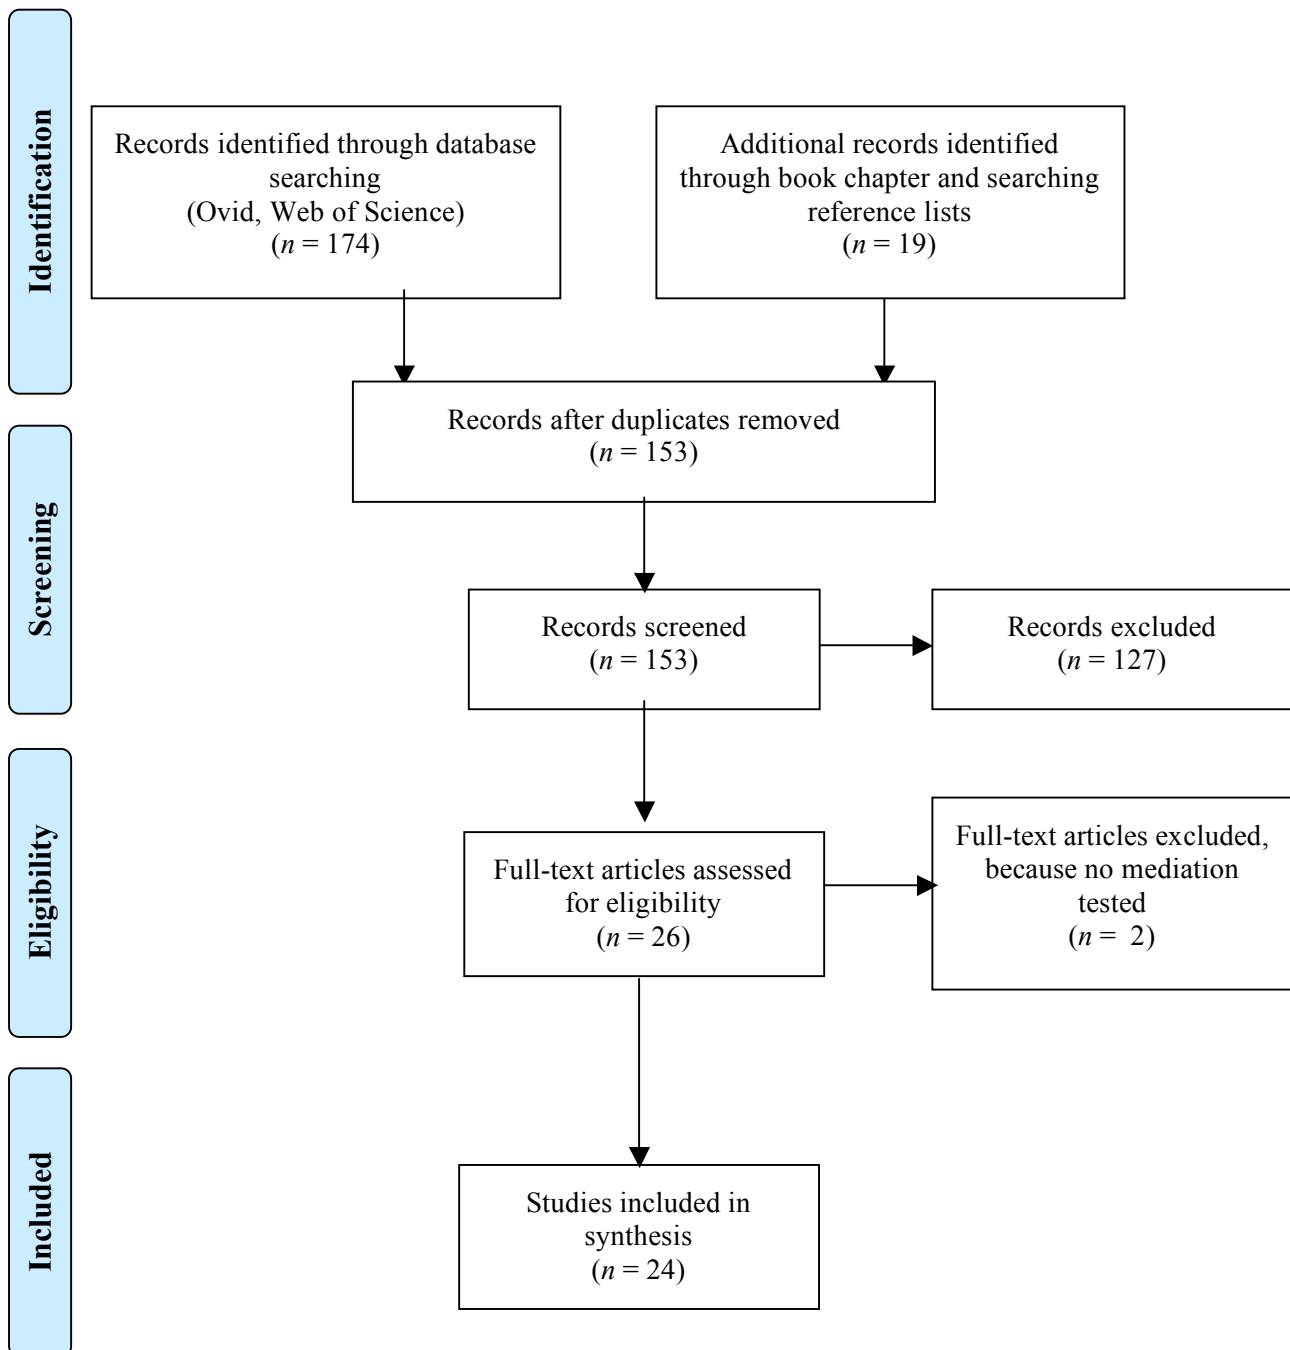 Identification
Records identified through database
searching
(Ovid, Web of Science)
(n = 174)
Additional records identified
through book chapter and searching
reference lists
(n = 19)
Records after duplicates removed
(n = 153)
Screening
Records screened
(n = 153)
Records excluded
(n = 127)
Eligibility
Full-text articles assessed
for eligibility
(n = 26)
Full-text articles excluded,
because no mediation
tested
(n =  2)
Included
Studies included in
synthesis
(n = 24)